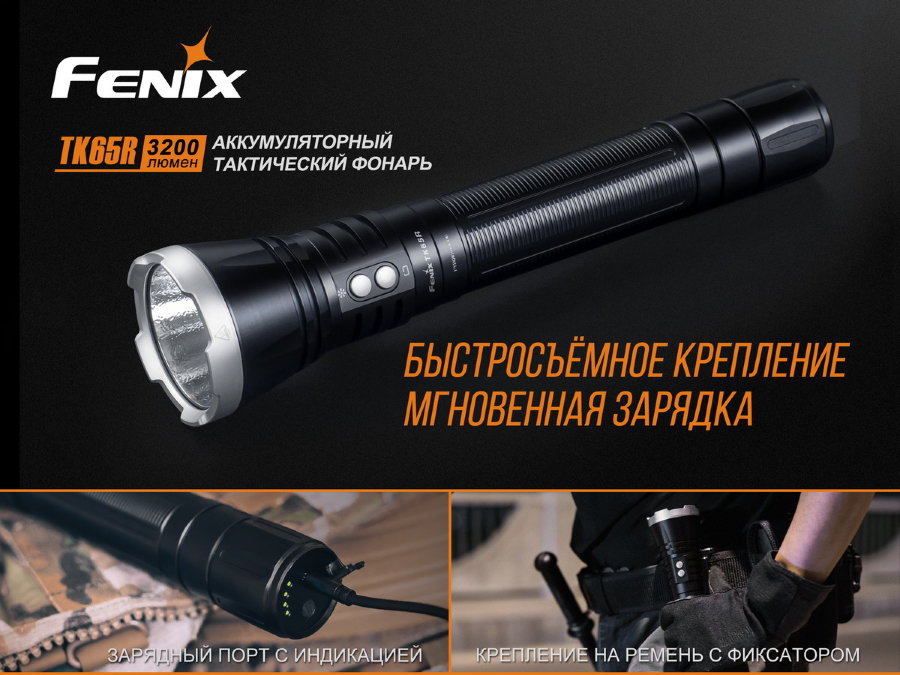 FENIX
TK65R 3200 люмен
АККУМУЛЯТОРНЫЙ
ТАКТИЧЕСКИЙ ФОНАРЬ
FENIX TK65R
БЫСТРОСЪЁМНОЕ КРЕПЛЕНИЕ
МГНОВЕННАЯ ЗАРЯДКА
ЗАРЯДНЫЙ ПОРТ С ИНДИКАЦИЕЙ
КРЕПЛЕНИЕ НА РЕМЕНЬ С ФИКСАТОРОМ